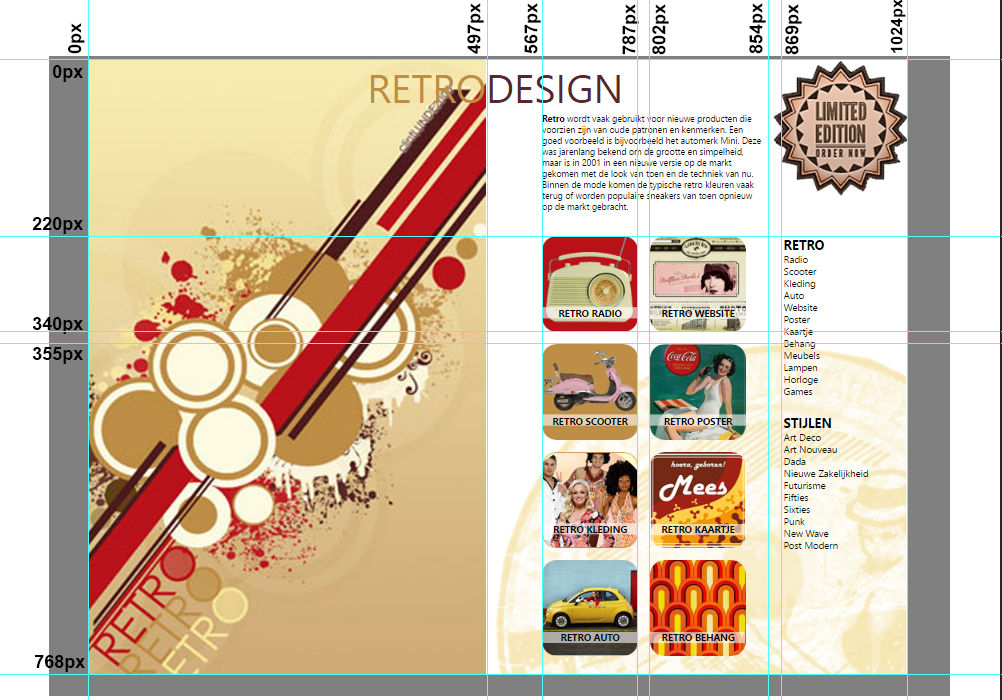 0px
497px
567px
787px
802px
854px
869px
1024px
0px
220px
340px
355px
768px
RETRODESIGN
Retro wordt vaak gebruikt voor nieuwe producten die
voorzien zijn van oude patronen en kenmerken. Een
goed voorbeeld is bijvoorbeeld het automerk Mini. Deze
was jarenlang bekend om de grootte en simpelheid,
maar is in 2001 in een nieuwe versie op de markt
gekomen met de look van toen en de techniek van nu.
Binnen de mode komen de typische retro kleuren vaak
terug of worden populaire sneakers van toen opnieuw
op de markt gebracht.
LIMITED
EDITION
ORDER NOW
RETRO RADIO
RETRO WEBSITE
Coca-Cola
RETRO SCOOTER
RETRO POSTER
RETRO KLEDING
hoera, geboren!
Mees
RETRO KAARTJE
RETRO AUTO
RETRO BEHANG
RETRO
Radio
Scooter
Kleding
Auto
Website
Poster
Kaartje
Behang
Meubels
Lampen
Horloge
Games
STIJLEN
Art Deco
Art Nouveau
Dada
Nieuwe Zakelijkheid
Futurisme
Fifties
Sixties
Punk
New Wave
Post Modern
RETRO
RETRO
RETRO